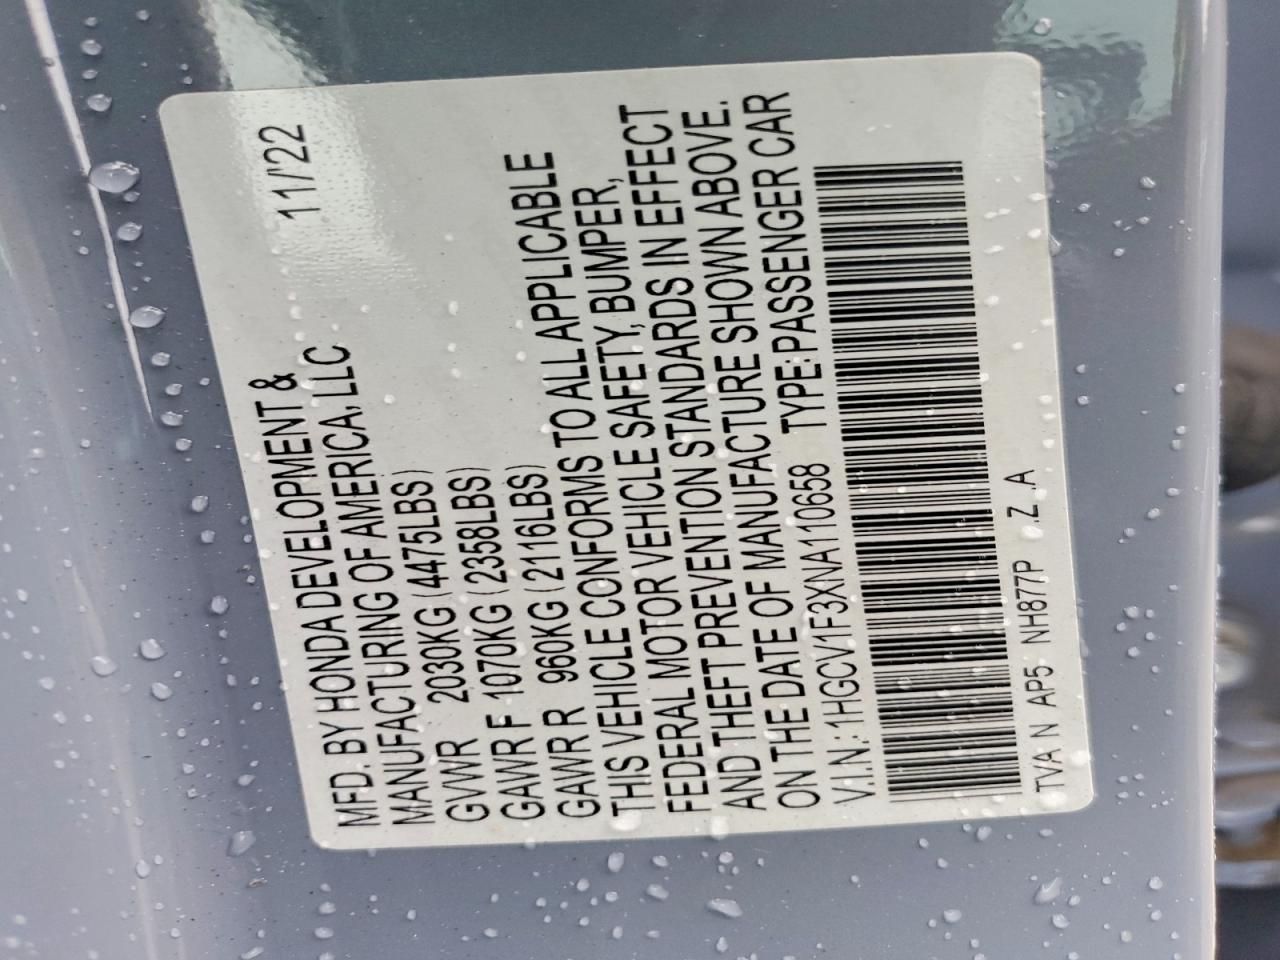 MFD. BY HONDA DEVELOPMENT & 11/'22
MANUFACTURING OF AMERICA, LLC
GVWR 2030KG (4475LBS)
GAWR F 1070KG (2358LBS)
GAWR R 960KG (2116LBS)
THIS VEHICLE CONFORMS TO ALL APPLICABLE
FEDERAL MOTOR VEHICLE SAFETY, BUMPER,
AND THEFT PREVENTION STANDARDS IN EFFECT
ON THE DATE OF MANUFACTURE SHOWN ABOVE.
V.I.N.: 1HGCV1F3XNA110658 TYPE: PASSENGER CAR
TVA N AP5 NH877P .Z .A